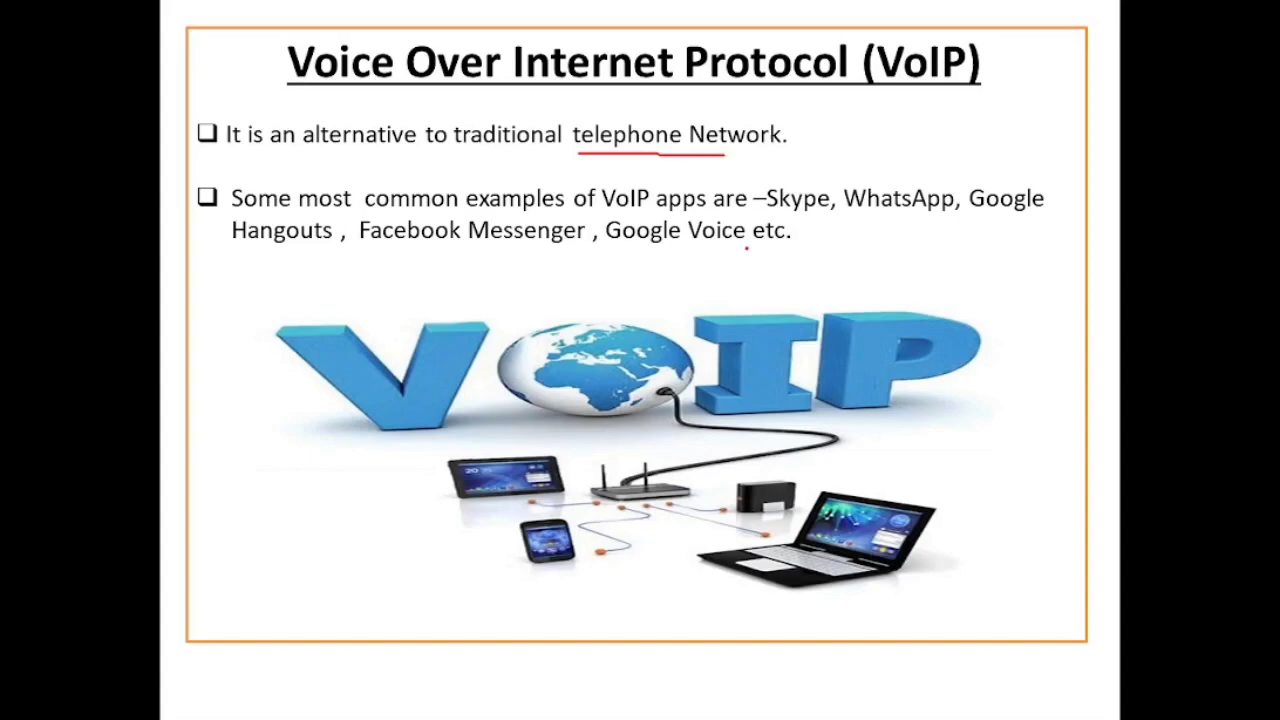 Voice Over Internet Protocol (VoIP)
❑ It is an alternative to traditional telephone Network.
❑ Some most common examples of VoIP apps are –Skype, WhatsApp, Google
Hangouts , Facebook Messenger , Google Voice etc.
VOIP
20